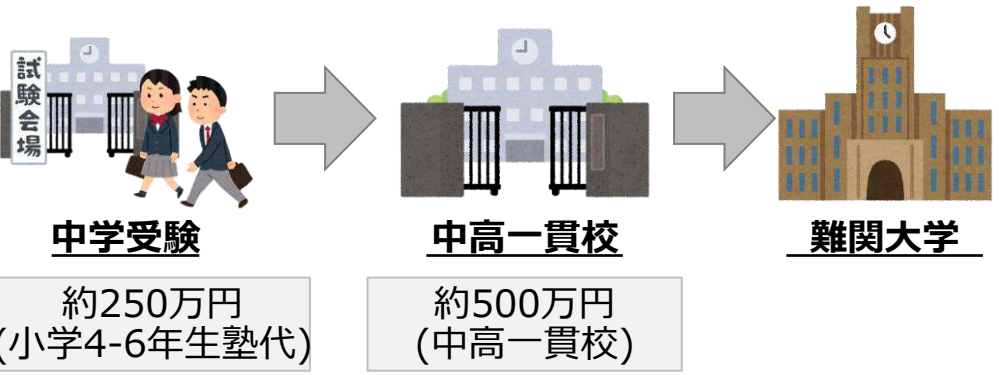 試験会場
中学受験
中高一貫校
難関大学
約250万円
(小学4-6年生塾代)
約500万円
(中高一貫校)